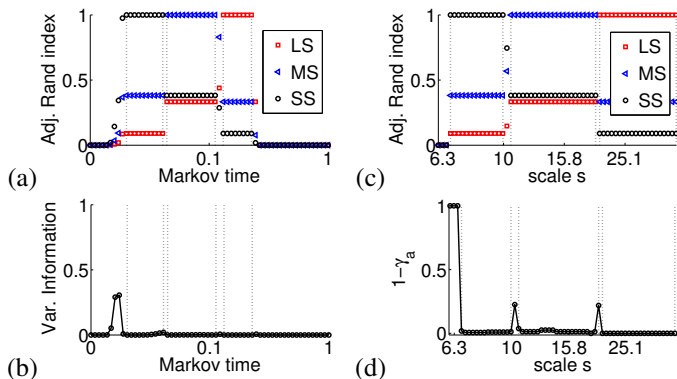 (a)
Adj. Rand index
1
0.5
0
LS
MS
SS
0
0.1
1
Markov time
(c)
Adj. Rand index
1
0.5
0
LS
MS
SS
6.3
10
15.8
25.1
scale s
(b)
Var. Information
1
0.5
0
0
0.1
1
Markov time
(d)
1−γa
1
0.5
0
6.3
10
15.8
25.1
scale s